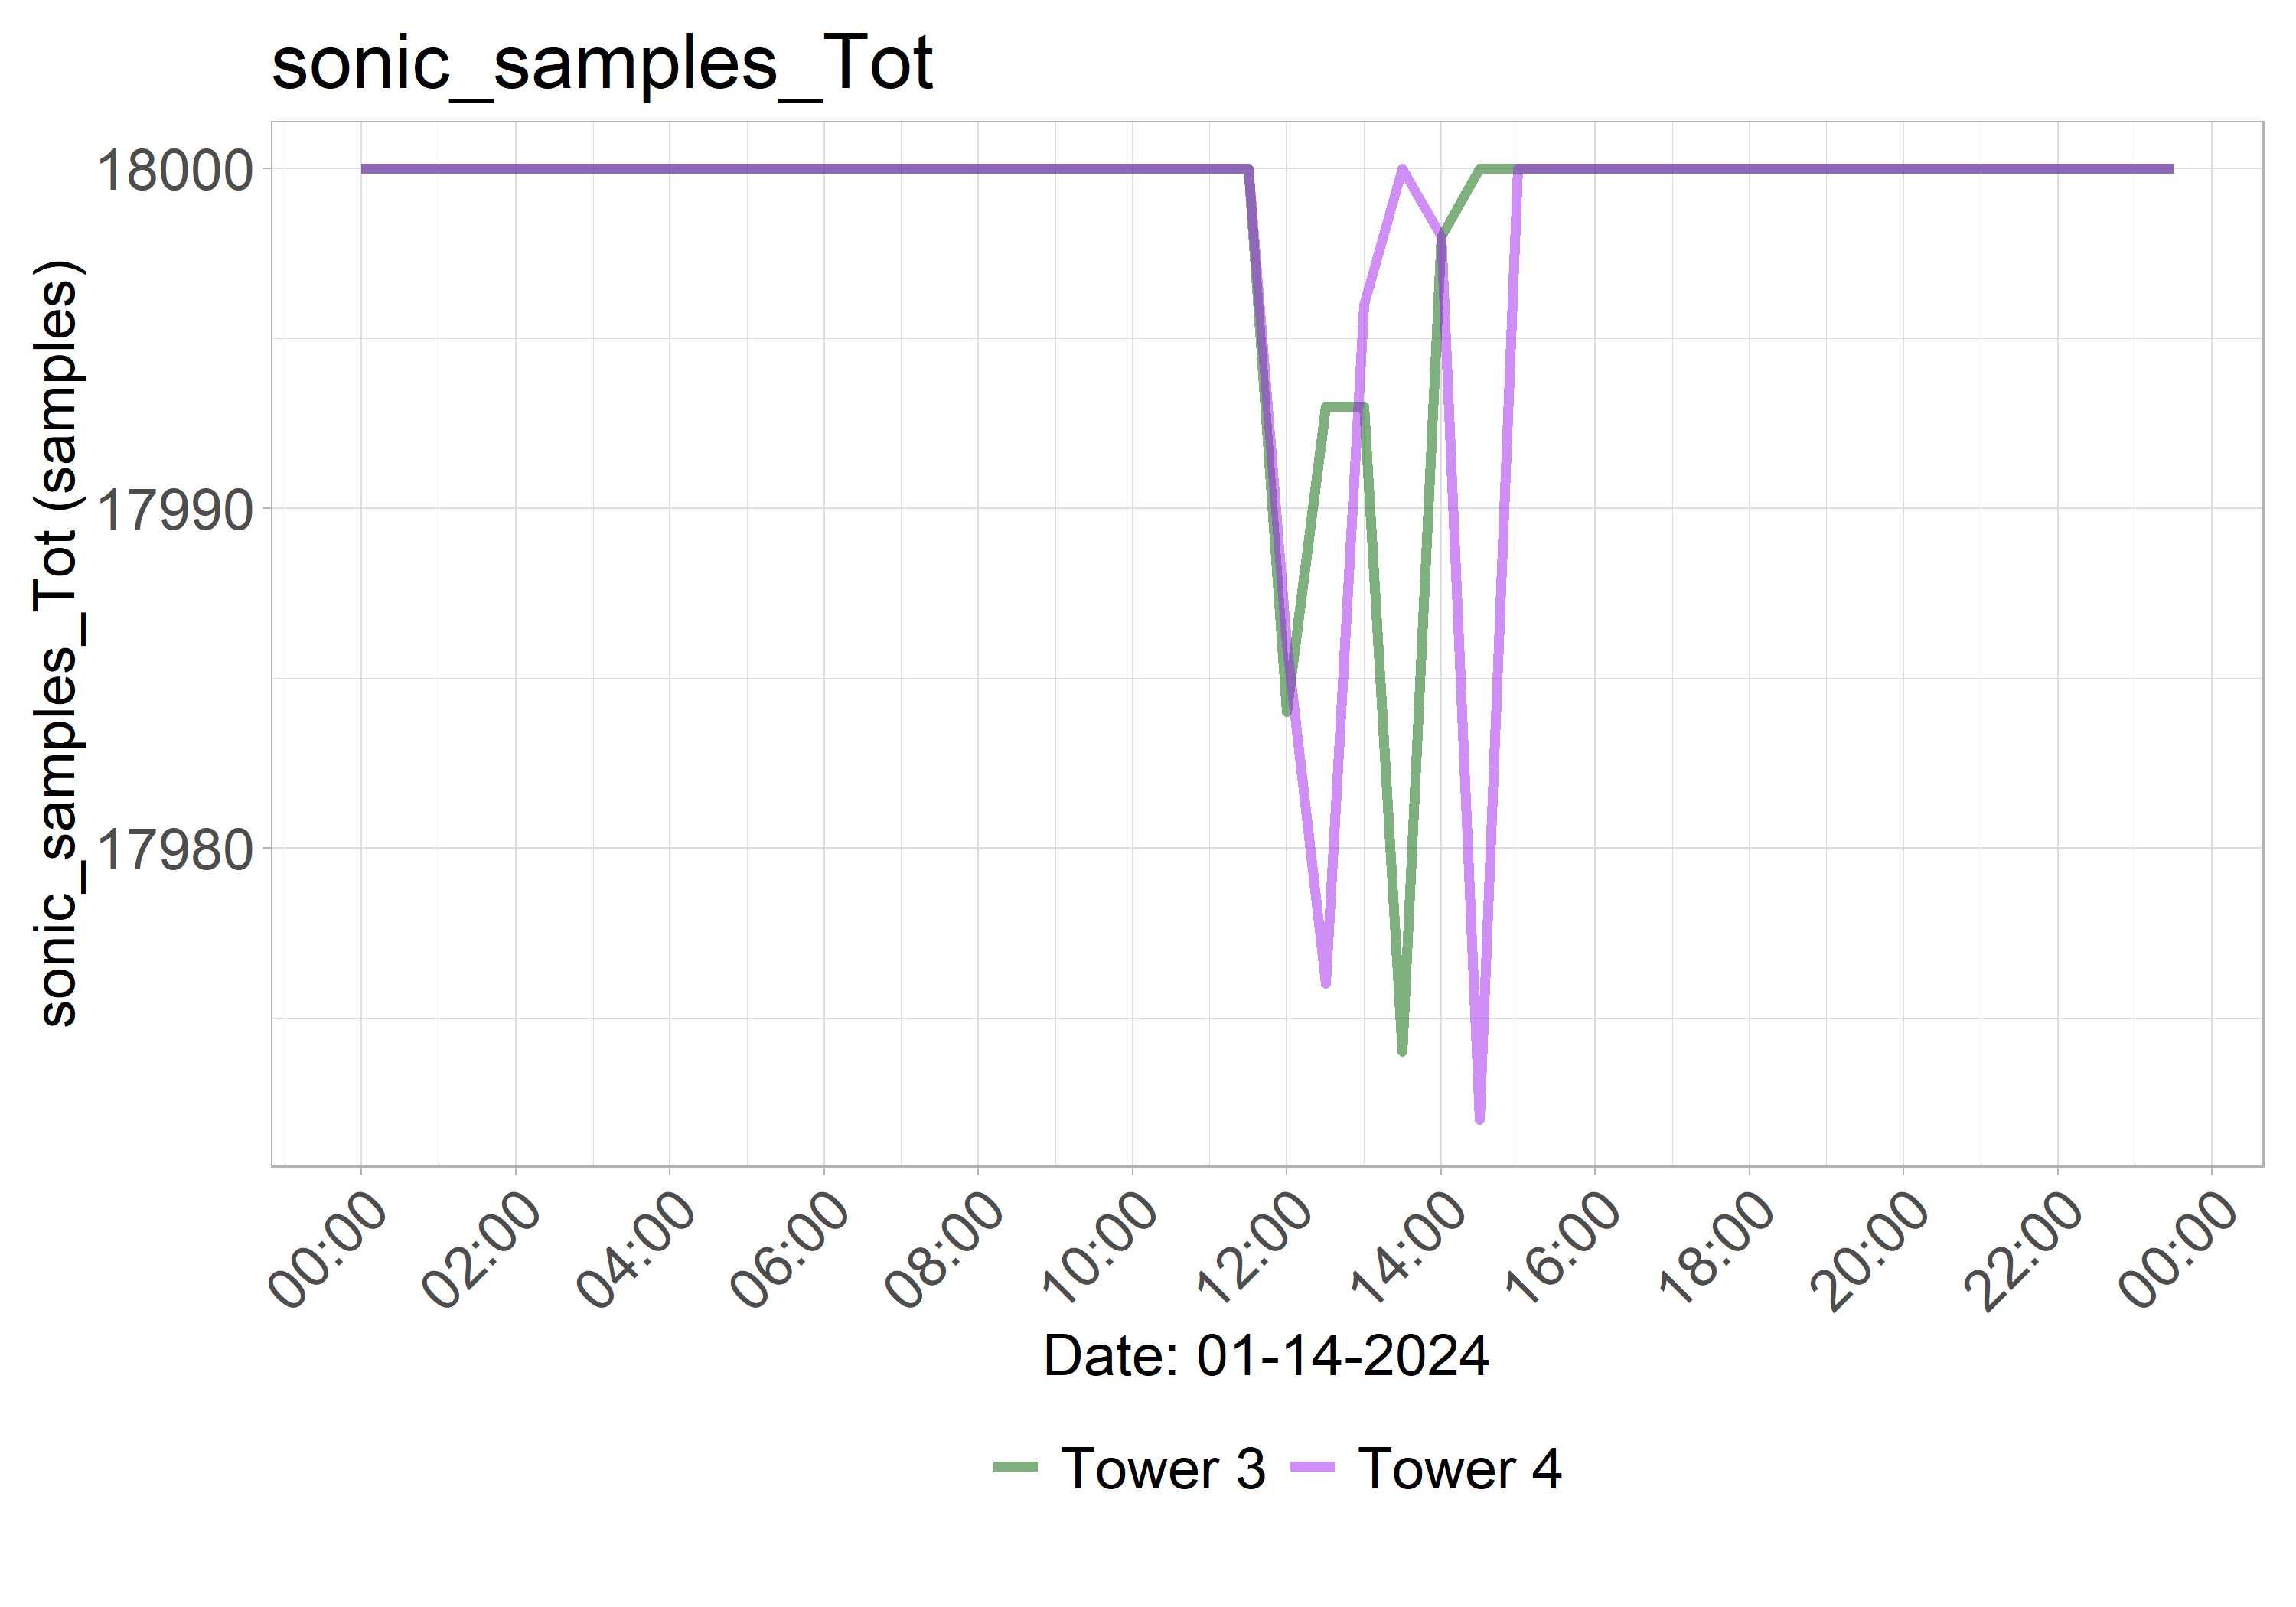 sonic_samples_Tot
sonic_samples_Tot (samples)
18000
17990
17980
00:00 02:00 04:00 06:00 08:00 10:00 12:00 14:00 16:00 18:00 20:00 22:00 00:00
Date: 01-14-2024
Tower 3 Tower 4